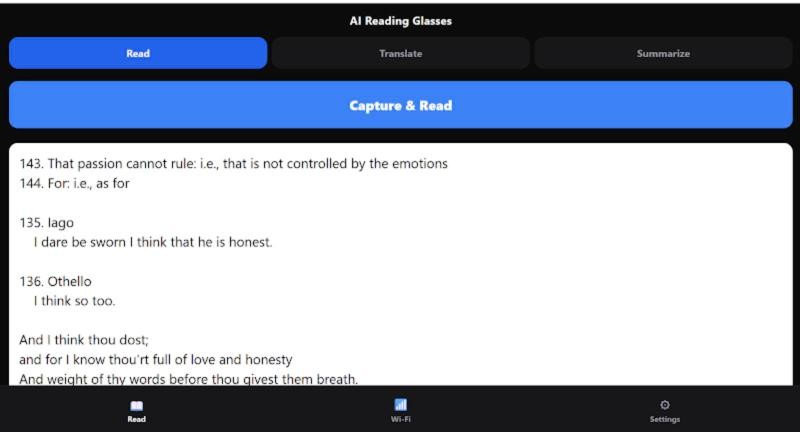 AI Reading Glasses
Read
Translate
Summarize
Capture & Read
143. That passion cannot rule: i.e., that is not controlled by the emotions
144. For: i.e., as for
135. Iago
I dare be sworn I think that he is honest.
136. Othello
I think so too.
And I think thou dost;
and for I know thou'rt full of love and honesty
And weight of thy words before thou givest them breath.
Read
Wi-Fi
Settings